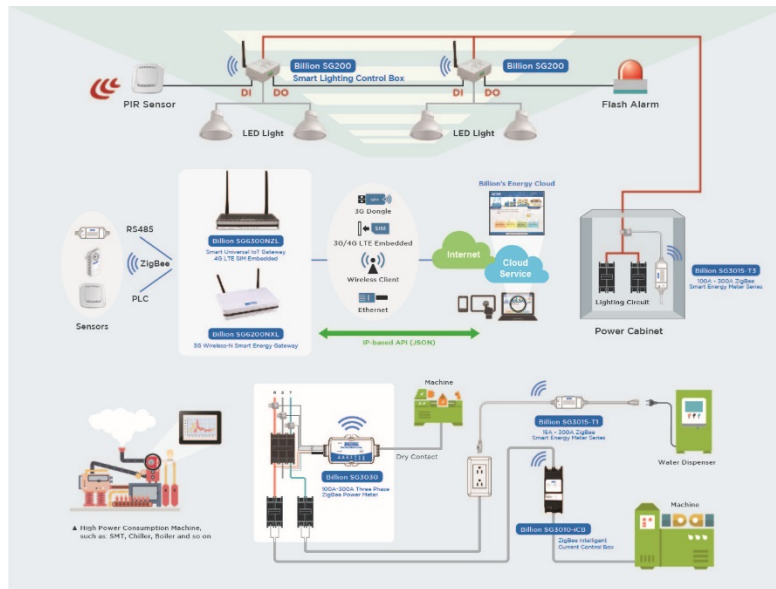 Billion SG200
Smart Lighting Control Box
Billion SG200
PIR Sensor
DI
DO
DI
DO
Flash Alarm
LED Light
LED Light
Billion's Energy Cloud
3G Dongle
SIM
3G/4G LTE Embedded
Wireless Client
Ethernet
RS485
ZigBee
PLC
Sensors
Billion SG6300NZL
Smart Universal IoT Gateway
4G LTE SIM Embedded
Billion SG6200NXL
3G Wireless-N Smart Energy Gateway
Internet
Cloud
Service
IP-based API (JSON)
Billion SG3015-T3
100A - 300A ZigBee
Smart Energy Meter Series
Lighting Circuit
Power Cabinet
Machine
R S T
Dry Contact
Billion SG3030
100A-300A Three Phase
ZigBee Power Meter
Billion SG3015-T1
15A - 300A ZigBee
Smart Energy Meter Series
Water Dispenser
Machine
Billion SG3010-iCB
ZigBee Intelligent
Current Control Box
▲ High Power Consumption Machine,
such as: SMT, Chiller, Boiler and so on